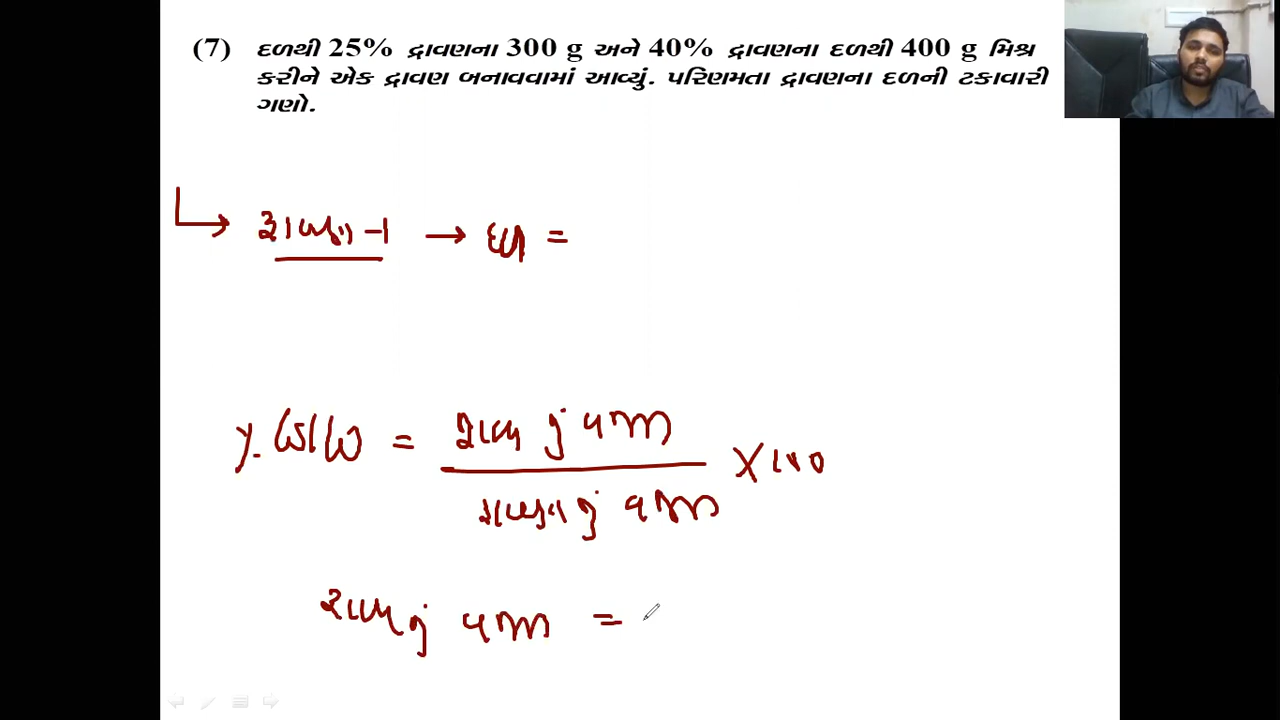 (7) દળથી 25% દ્રાવણના 300 g અને 40% દ્રાવણના દળથી 400 g મિશ્ર
કરીને એક દ્રાવણ બનાવવામાં આવ્યું. પરિણમતા દ્રાવણના દળની ટકાવારી
ગણો.
દ્રાવણ-1 → દળ =
% w/w = દ્રાવ્યનું વજન
× 100
દ્રાવણનું વજન
દ્રાવ્યનું વજન =